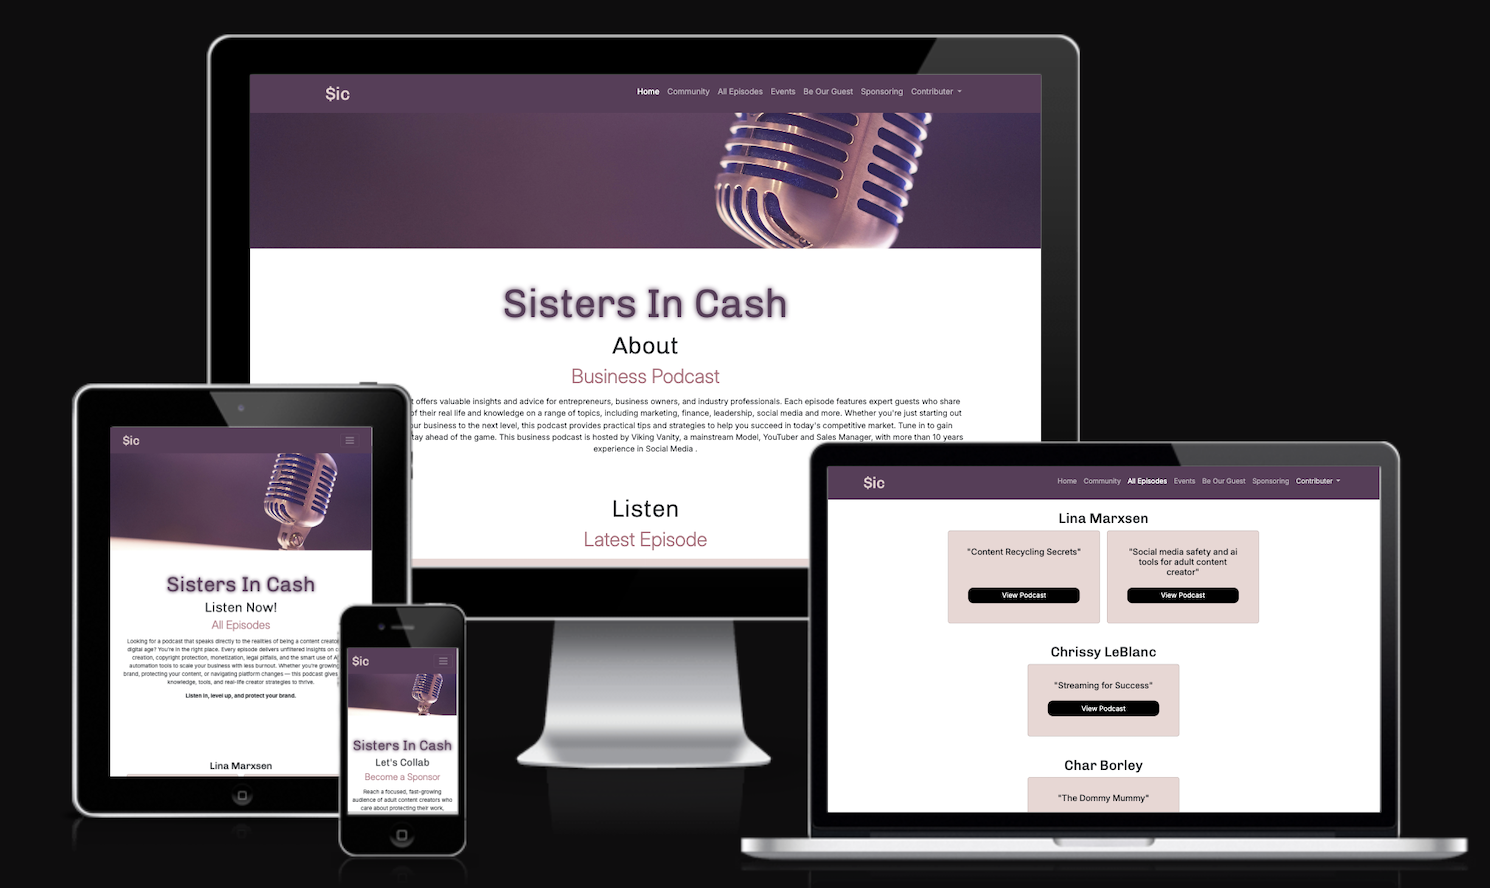 $ic
Home Community All Episodes Events Be Our Guest Sponsoring Contributer
Sisters In Cash
About
Business Podcast
offers valuable insights and advice for entrepreneurs, business owners, and industry professionals. Each episode features expert guests who share
of their real life and knowledge on a range of topics, including marketing, finance, leadership, social media and more. Whether you're just starting out
business to the next level, this podcast provides practical tips and strategies to help you succeed in today's competitive market. Tune in to gain
ahead of the game. This business podcast is hosted by Viking Vanity, a mainstream Model, YouTuber and Sales Manager, with more than 10 years
experience in Social Media .
Listen
Latest Episode
$ic
Sisters In Cash
Listen Now!
All Episodes
Looking for a podcast that speaks directly to the realities of being a content
digital age? You're in the right place. Every episode delivers unfiltered insights on
creation, copyright protection, monetization, legal pitfalls, and the smart use of
automation tools to scale your business with less burnout. Whether you're growing
brand, protecting your content, or navigating platform changes — this podcast gives
knowledge, tools, and real-life creator strategies to thrive.
Listen in, level up, and protect your brand.
Lina Marxsen
$ic
Sisters In Cash
Let's Collab
Become a Sponsor
Reach a focused, fast-growing
audience of adult content creators who
care about protecting their work,
$ic
Home Community All Episodes Events Be Our Guest Sponsoring Contributer
Lina Marxsen
"Content Recycling Secrets"
View Podcast
"Social media safety and ai
tools for adult content
creator"
View Podcast
Chrissy LeBlanc
"Streaming for Success"
View Podcast
Char Borley
"The Dommy Mummy"